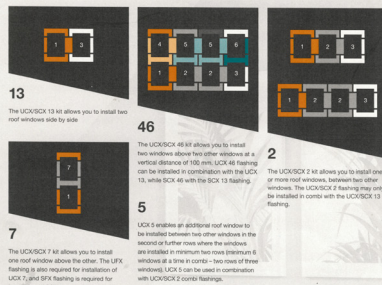 1 3
13
The UCX/SCX 13 kit allows you to install two
roof windows side by side
7
1
7
The UCX/SCX 7 kit allows you to install
one roof window above the other. The UFX
flashing is also required for installation of
UCX 7, and SFX flashing is required for
4 5 5 6
1 2 2 3
46
The UCX/SCX 46 kit allows you to install
two windows above two other windows at a
vertical distance of 100 mm. UCX 46 flashing
can be installed in combination with the UCX
13, while SCX 46 with the SCX 13 flashing.
5
UCX 5 enables an additional roof window to
be installed between two other windows in the
second or further rows where the windows
are installed in minimum two rows (minimum 6
windows at a time in combi - two rows of three
windows). UCX 5 can be used in combination
with UCX/SCX 2 combi flashings.
1 2 3
1 2 2 3
2
The UCX/SCX 2 kit allows you to install one
or more roof windows, between two other
windows. The UCX/SCX 2 flashing may only
be installed in combi with the UCX/SCX 13
flashing.